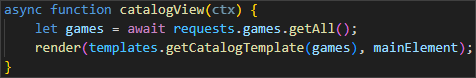 async function catalogView(ctx) {
    let games = await requests.games.getAll();
    render(templates.getCatalogTemplate(games), mainElement);
}